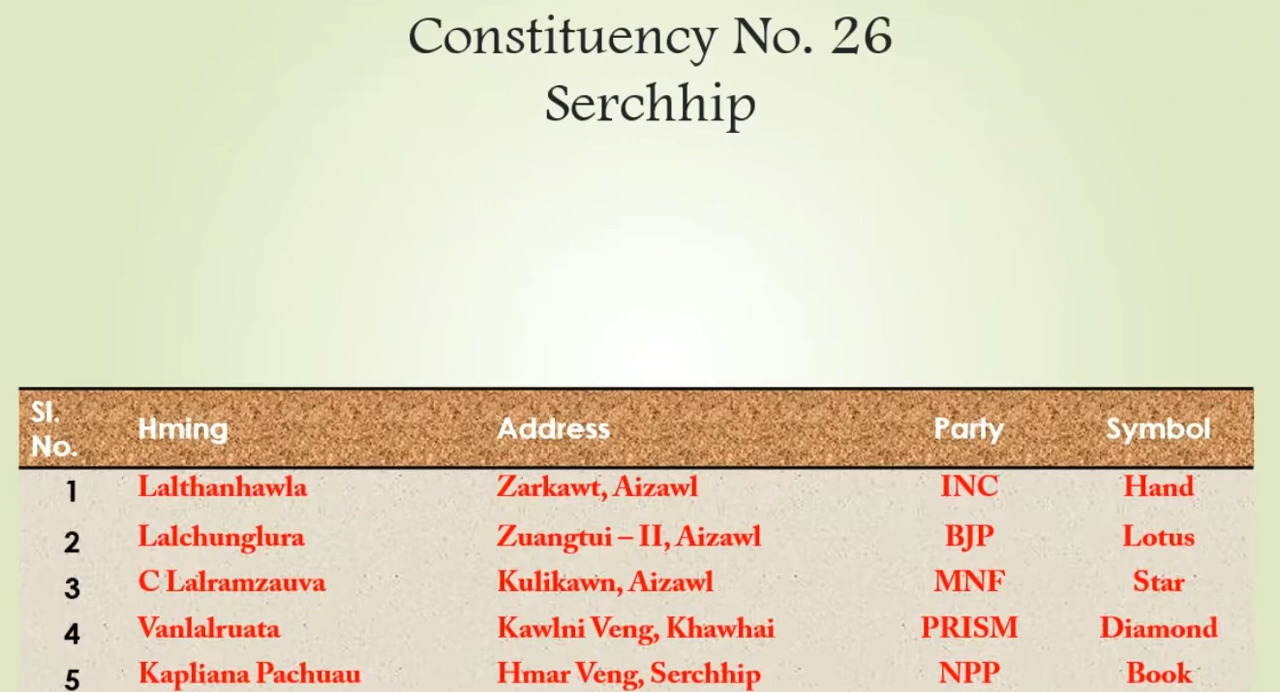 Constituency No. 26
Serchhip
Sl. No. Hming Address Party Symbol
1 Lalthanhawla Zarkawt, Aizawl INC Hand
2 Lalchunglura Zuangtui – II, Aizawl BJP Lotus
3 C Lalramzauva Kulikawn, Aizawl MNF Star
4 Vanlalruata Kawlni Veng, Khawhai PRISM Diamond
5 Kapliana Pachuau Hmar Veng, Serchhip NPP Book